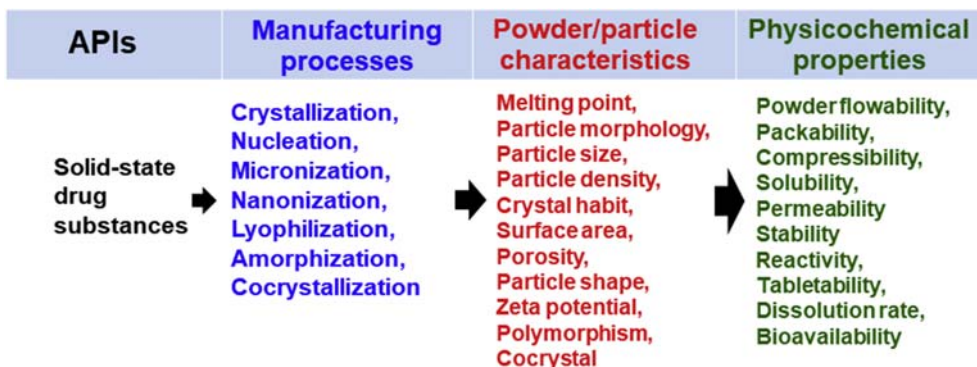 APIs
Manufacturing
processes
Powder/particle
characteristics
Physicochemical
properties
Solid-state
drug
substances
Crystallization,
Nucleation,
Micronization,
Nanonization,
Lyophilization,
Amorphization,
Cocrystallization
Melting point,
Particle morphology,
Particle size,
Particle density,
Crystal habit,
Surface area,
Porosity,
Particle shape,
Zeta potential,
Polymorphism,
Cocrystal
Powder flowability,
Packability,
Compressibility,
Solubility,
Permeability
Stability
Reactivity,
Tabletability,
Dissolution rate,
Bioavailability